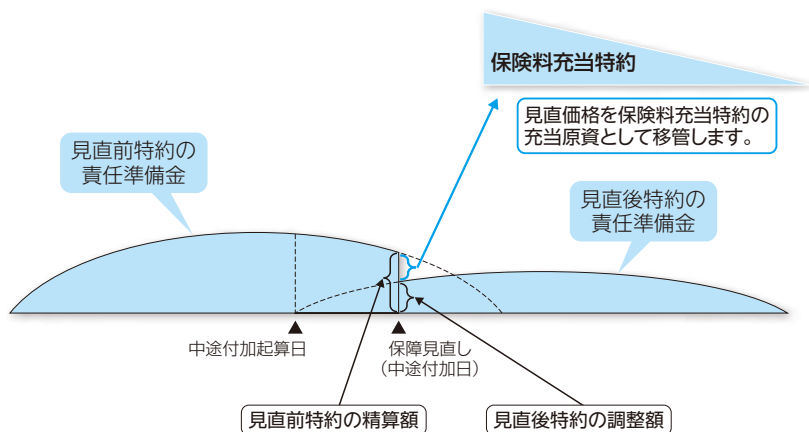 保険料充当特約
見直価格を保険料充当特約の
充当原資として移管します。
見直前特約の
責任準備金
見直後特約の
責任準備金
中途付加起算日
保障見直し
（中途付加日）
見直前特約の精算額
見直後特約の調整額